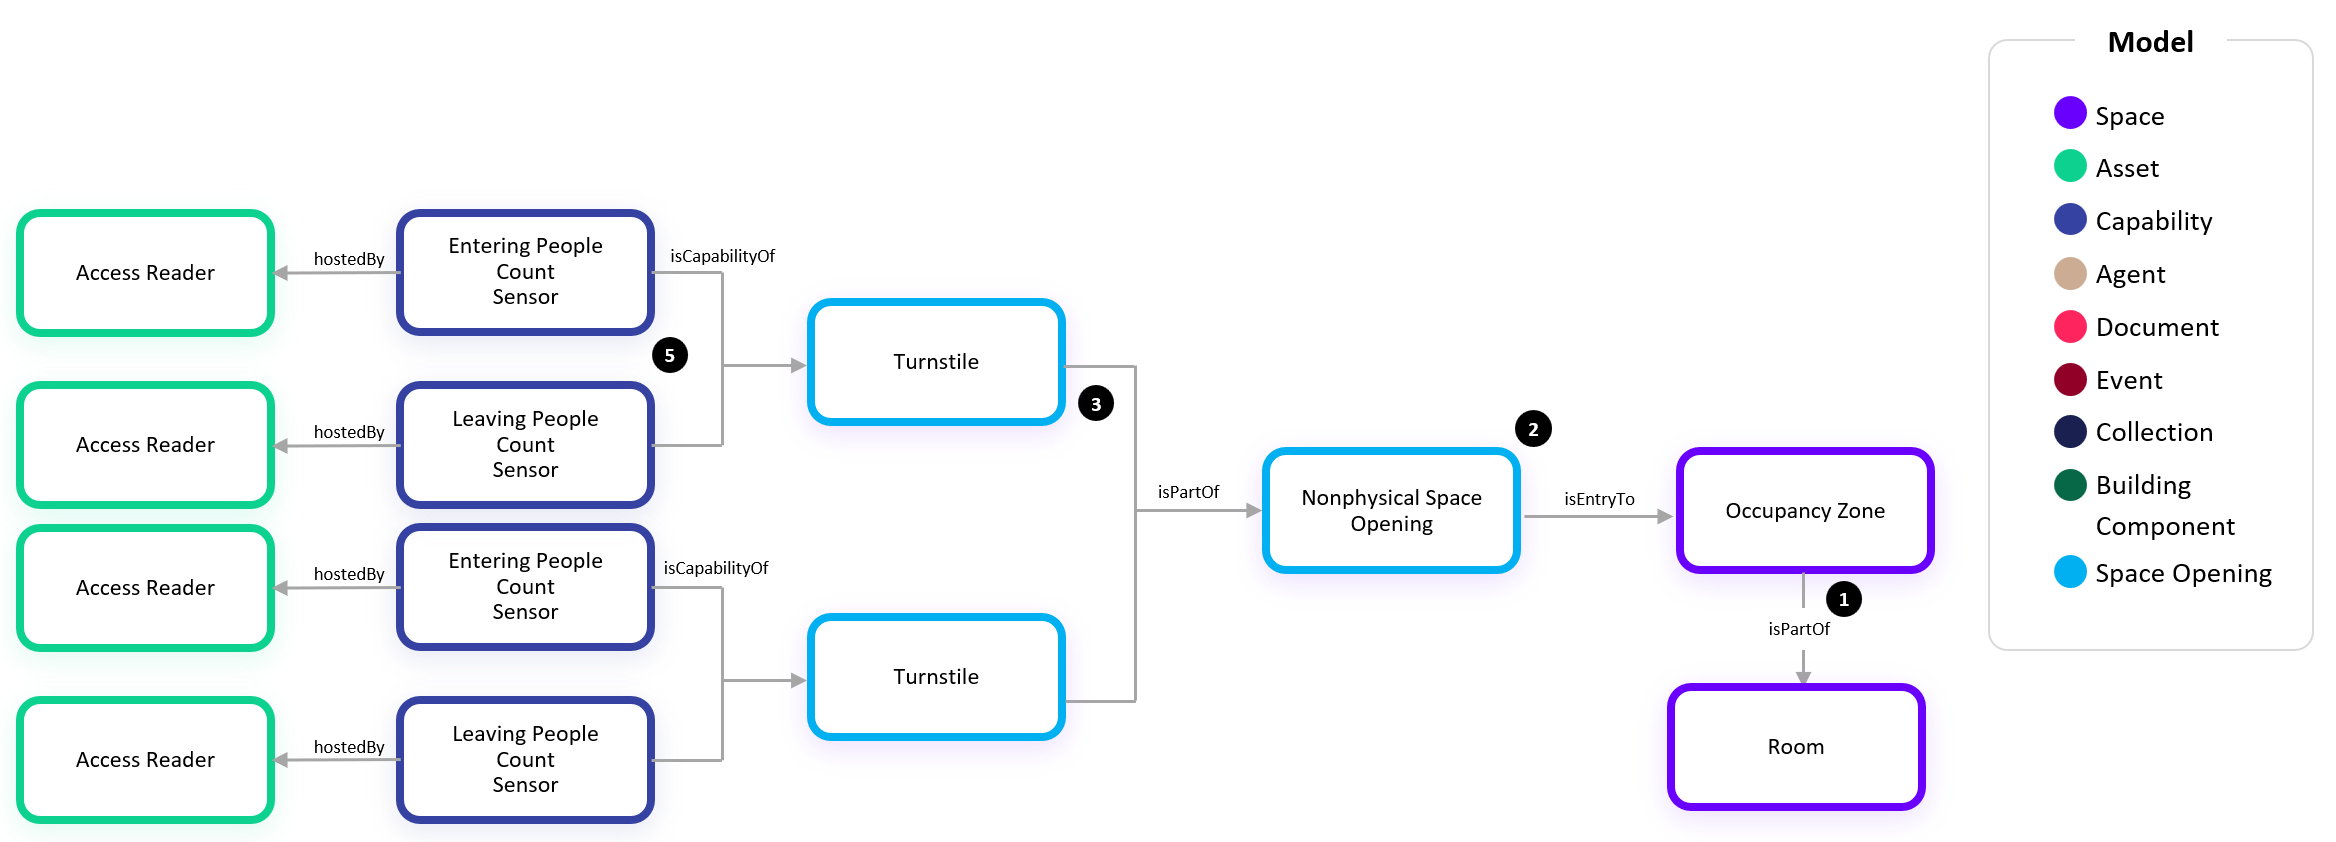 Model
Space
Asset
Capability
Agent
Document
Event
Collection
Building
Component
Space Opening
Access Reader
hostedBy
Entering People
Count
Sensor
isCapabilityOf
Access Reader
hostedBy
Leaving People
Count
Sensor
5
Turnstile
3
Access Reader
hostedBy
Entering People
Count
Sensor
isCapabilityOf
Access Reader
hostedBy
Leaving People
Count
Sensor
Turnstile
isPartOf
Nonphysical Space
Opening
2
isEntryTo
Occupancy Zone
1
isPartOf
Room